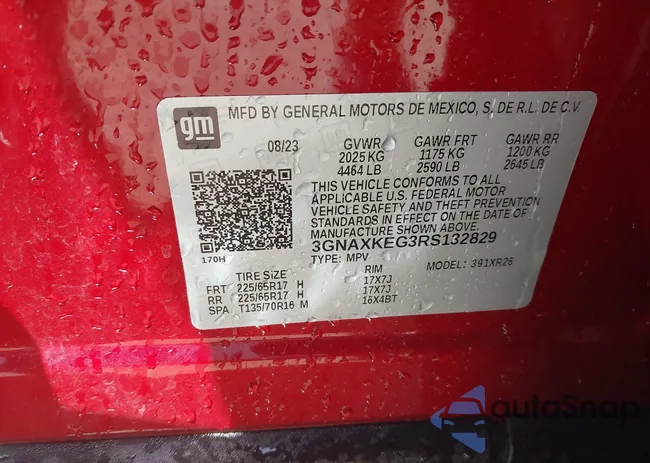 gm
MFD BY GENERAL MOTORS DE MEXICO, S. DE R.L. DE C.V.
08/23 GVWR GAWR FRT GAWR RR
2025 KG 1175 KG 1200 KG
4464 LB 2590 LB 2645 LB
THIS VEHICLE CONFORMS TO ALL
APPLICABLE U.S. FEDERAL MOTOR
VEHICLE SAFETY AND THEFT PREVENTION
STANDARDS IN EFFECT ON THE DATE OF
MANUFACTURE SHOWN ABOVE.
3GNAXKEG3RS132829
170H
TYPE: MPV MODEL: 391XR26
TIRE SIZE RIM
FRT 225/65R17 H 17X7J
RR 225/65R17 H 17X7J
SPA T135/70R16 M 16X4BT
autoSnap